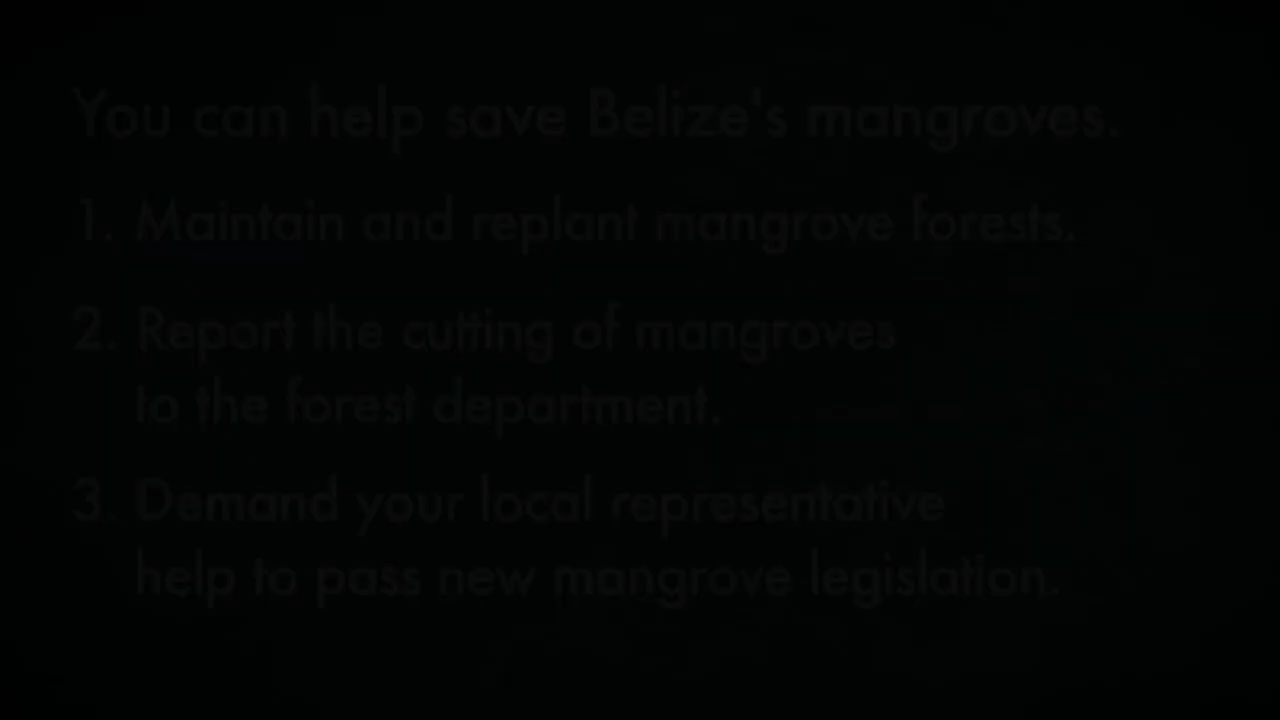 You can help save Belize's mangroves.
1. Maintain and replant mangrove forests.
2. Report the cutting of mangroves
to the forest department.
3. Demand your local representative
help to pass new mangrove legislation.